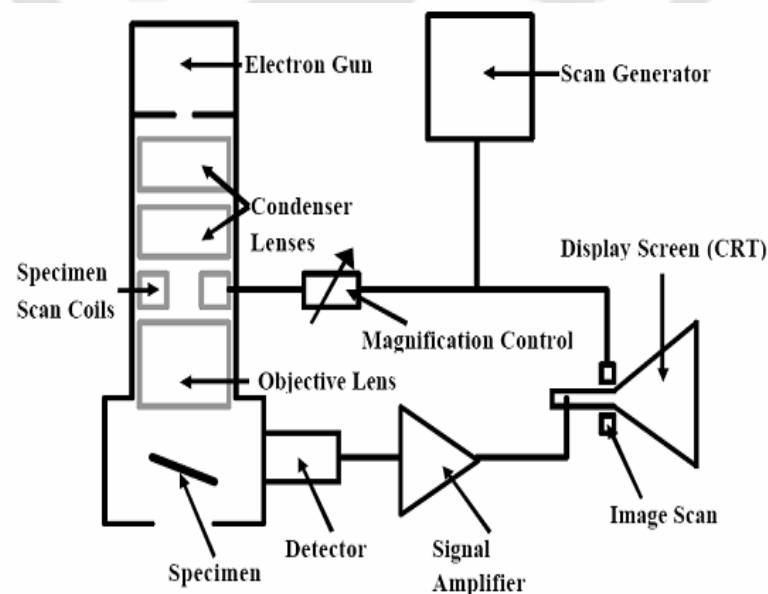 Electron Gun
Scan Generator
Condenser
Lenses
Display Screen (CRT)
Specimen
Scan Coils
Magnification Control
Objective Lens
Image Scan
Detector
Signal
Amplifier
Specimen